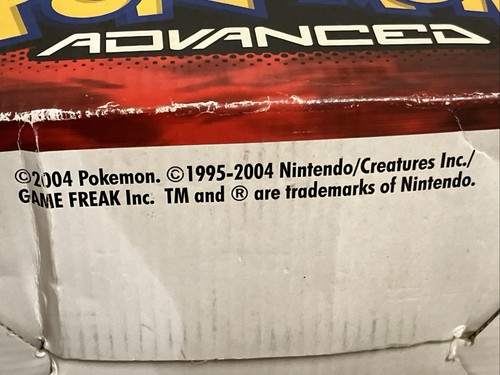 ADVANCED
©2004 Pokemon. ©1995-2004 Nintendo/Creatures Inc./
GAME FREAK Inc. TM and ® are trademarks of Nintendo.